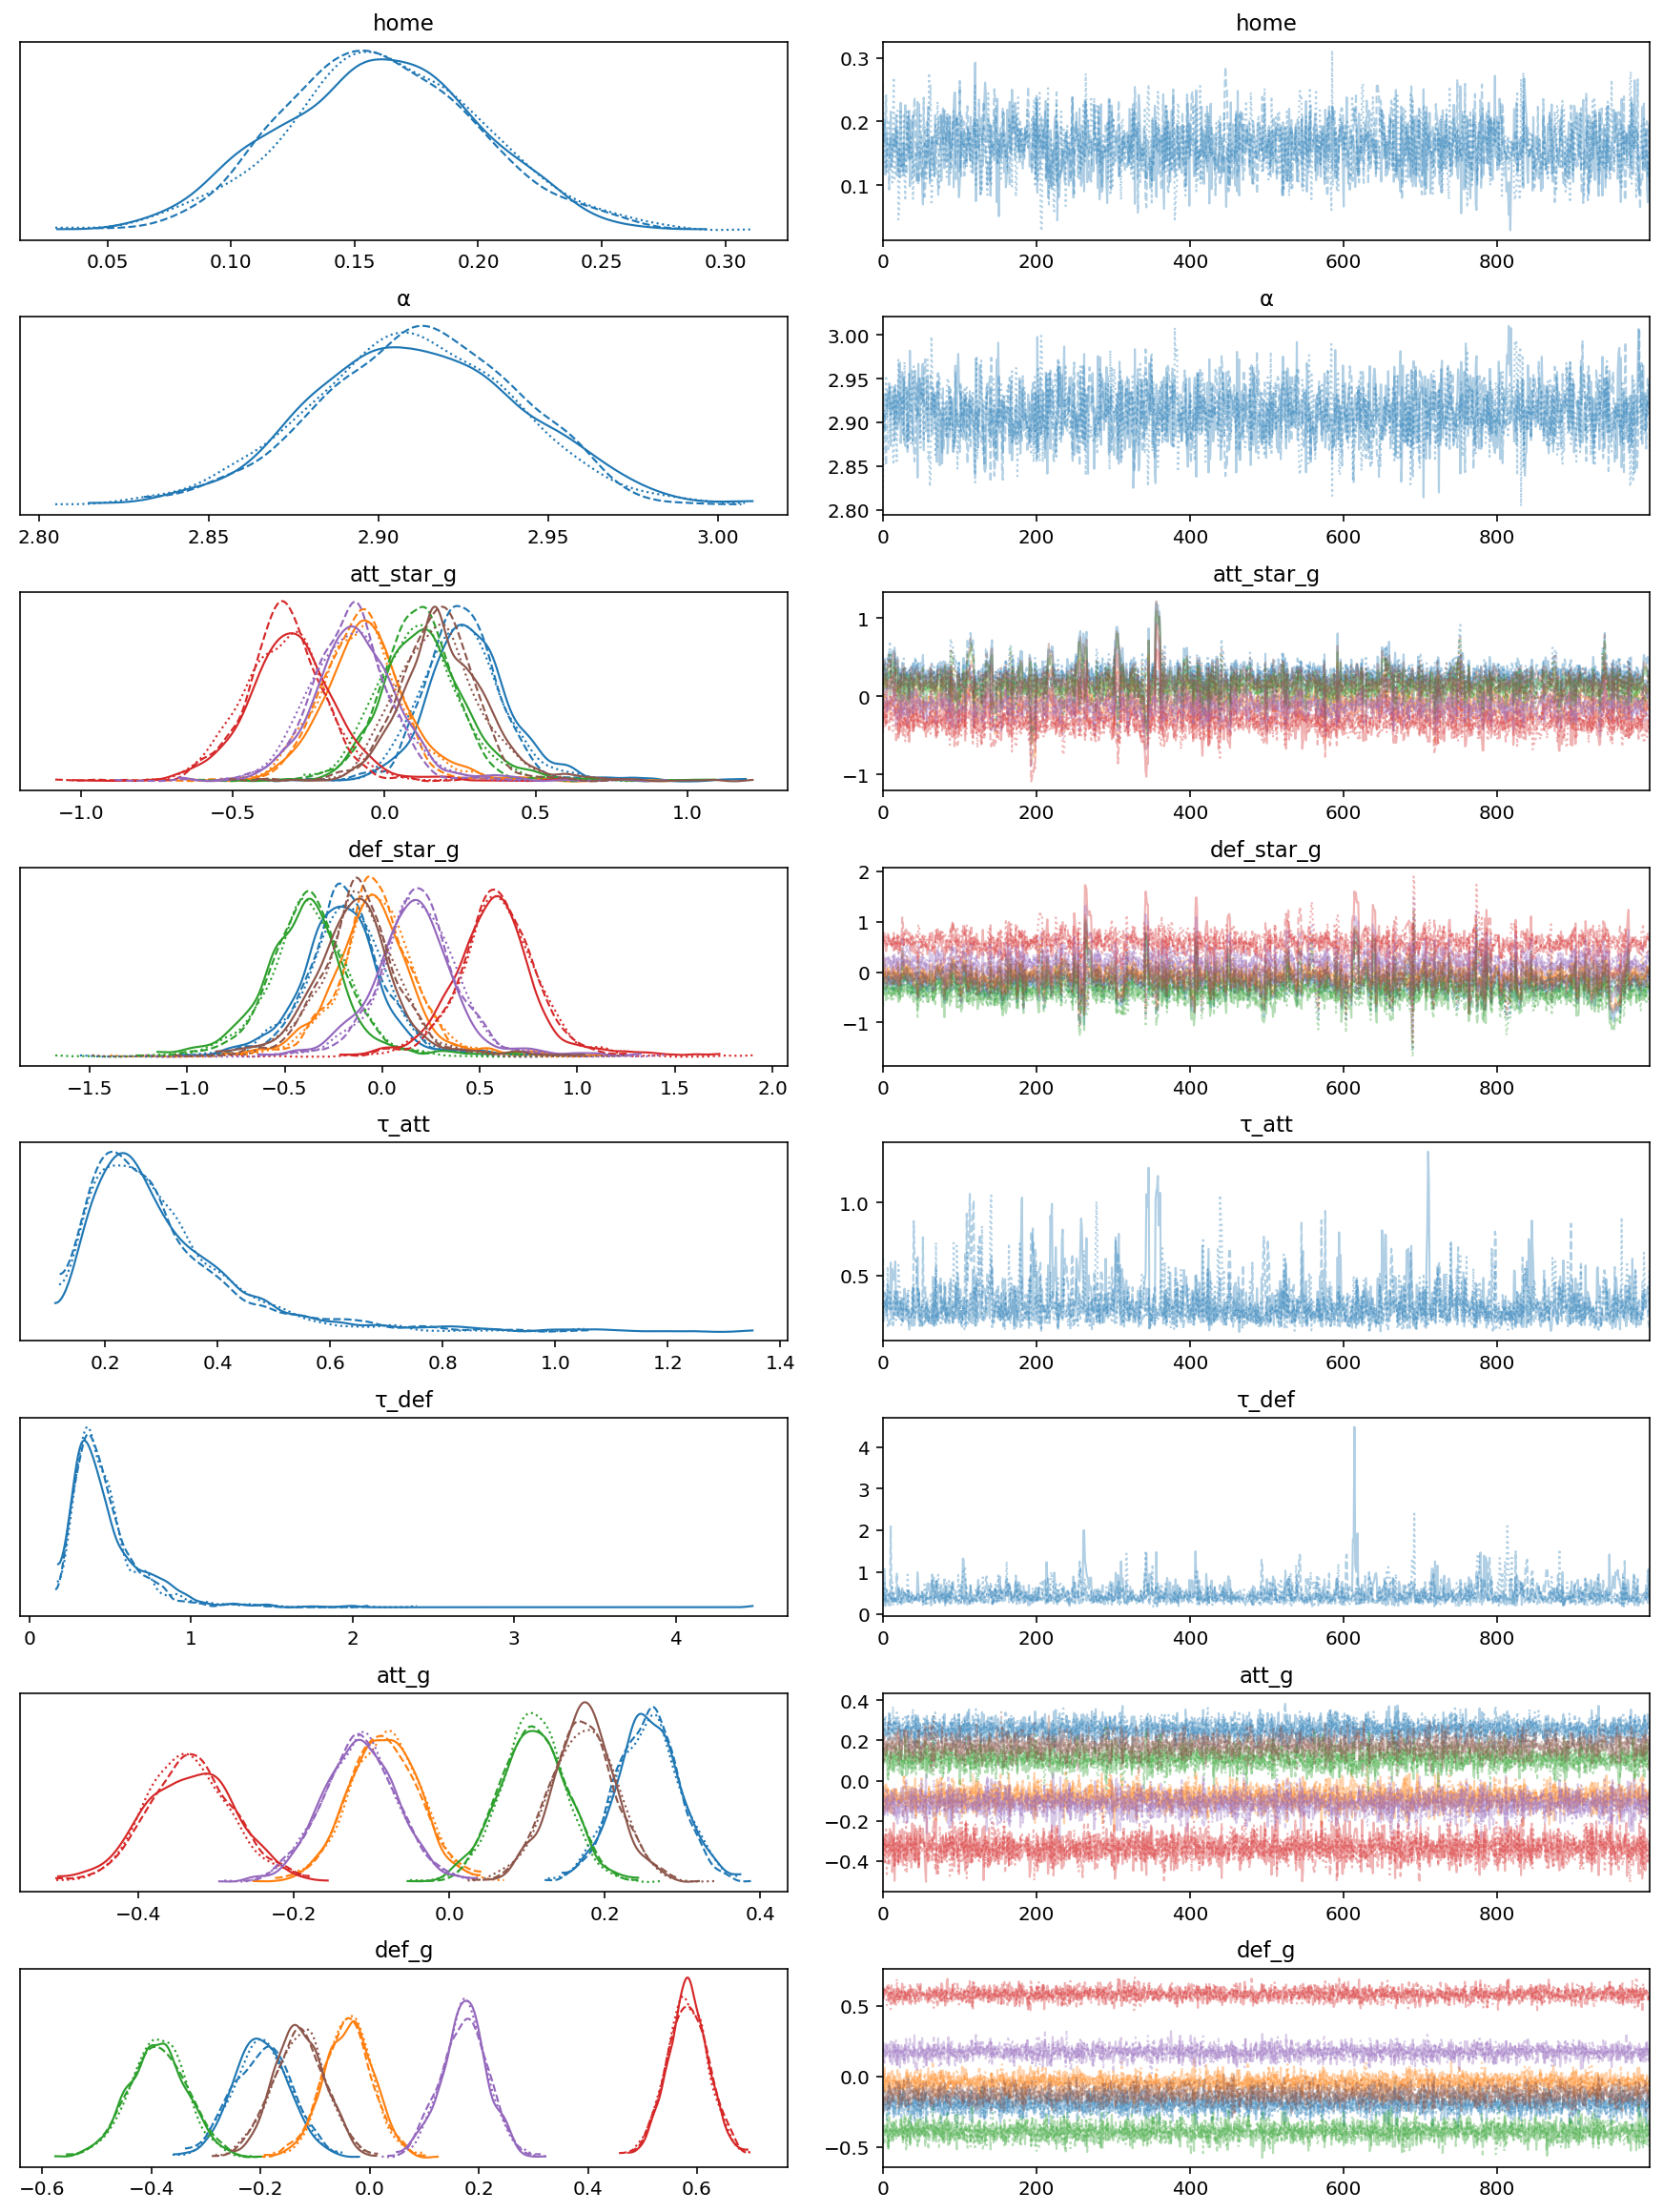 home home
0.05 0.10 0.15 0.20 0.25 0.30
0.3
0.2
0.1
0 200 400 600 800
α α
2.80 2.85 2.90 2.95 3.00
3.00
2.95
2.90
2.85
2.80
0 200 400 600 800
att_star_g att_star_g
−1.0 −0.5 0.0 0.5 1.0
1
0
−1
0 200 400 600 800
def_star_g def_star_g
−1.5 −1.0 −0.5 0.0 0.5 1.0 1.5 2.0
2
1
0
−1
0 200 400 600 800
τ_att τ_att
0.2 0.4 0.6 0.8 1.0 1.2 1.4
1.0
0.5
0 200 400 600 800
τ_def τ_def
0 1 2 3 4
4
3
2
1
0
0 200 400 600 800
att_g att_g
−0.4 −0.2 0.0 0.2 0.4
0.4
0.2
0.0
−0.2
−0.4
0 200 400 600 800
def_g def_g
−0.6 −0.4 −0.2 0.0 0.2 0.4 0.6
0.5
0.0
−0.5
0 200 400 600 800